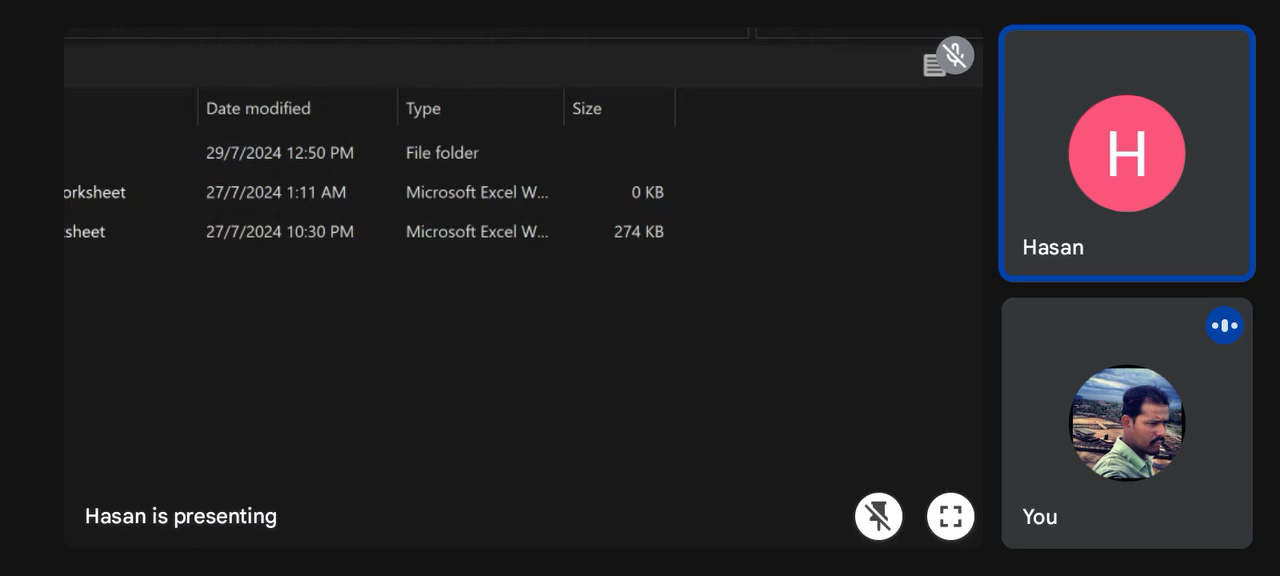 Date modified Type Size
29/7/2024 12:50 PM File folder
orksheet 27/7/2024 1:11 AM Microsoft Excel W... 0 KB
sheet 27/7/2024 10:30 PM Microsoft Excel W... 274 KB
Hasan is presenting
H
Hasan
You